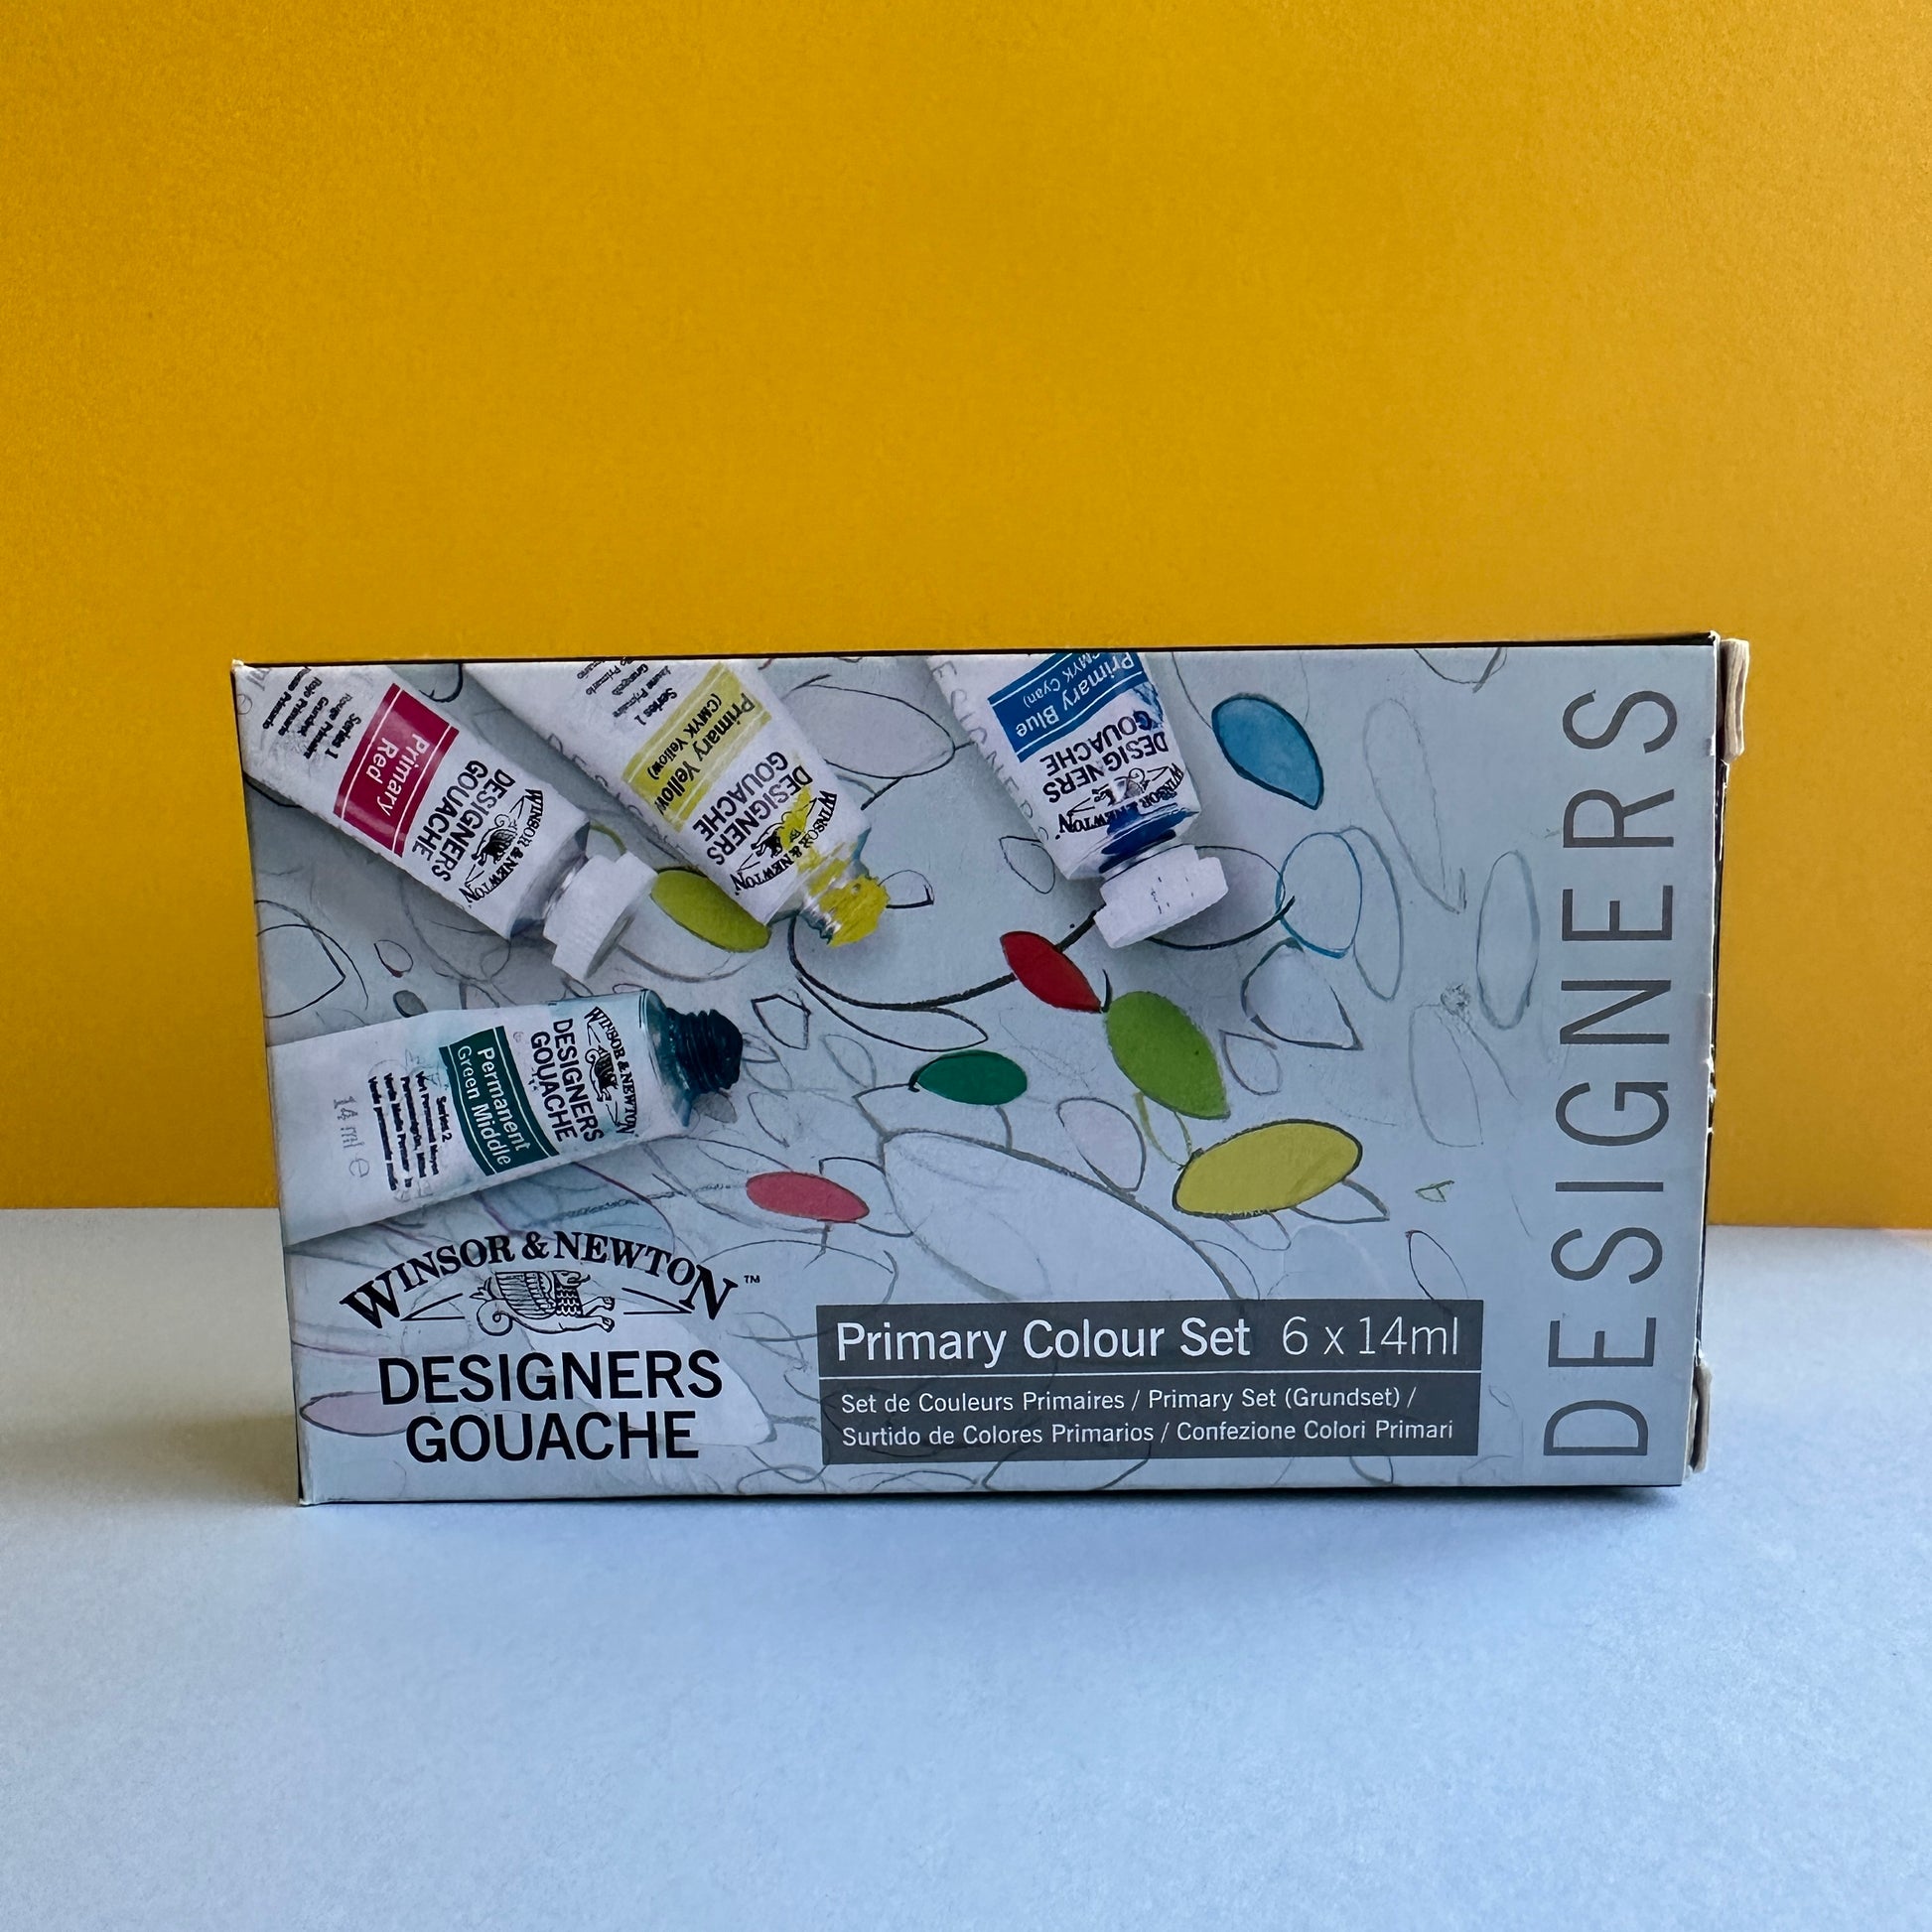 Primary
Red
Series 1
DESIGNERS
GOUACHE
WINSOR & NEWTON
Primary Yellow
(CMYK Yellow)
Series 1
DESIGNERS
GOUACHE
WINSOR & NEWTON
Primary Blue
(CMYK Cyan)
DESIGNERS
GOUACHE
WINSOR & NEWTON
WINSOR & NEWTON
DESIGNERS
GOUACHE
Permanent
Green Middle
Series 2
14 ml e
WINSOR & NEWTON™
DESIGNERS
GOUACHE
Primary Colour Set 6 x 14ml
Set de Couleurs Primaires / Primary Set (Grundset) /
Surtido de Colores Primarios / Confezione Colori Primari
DESIGNERS